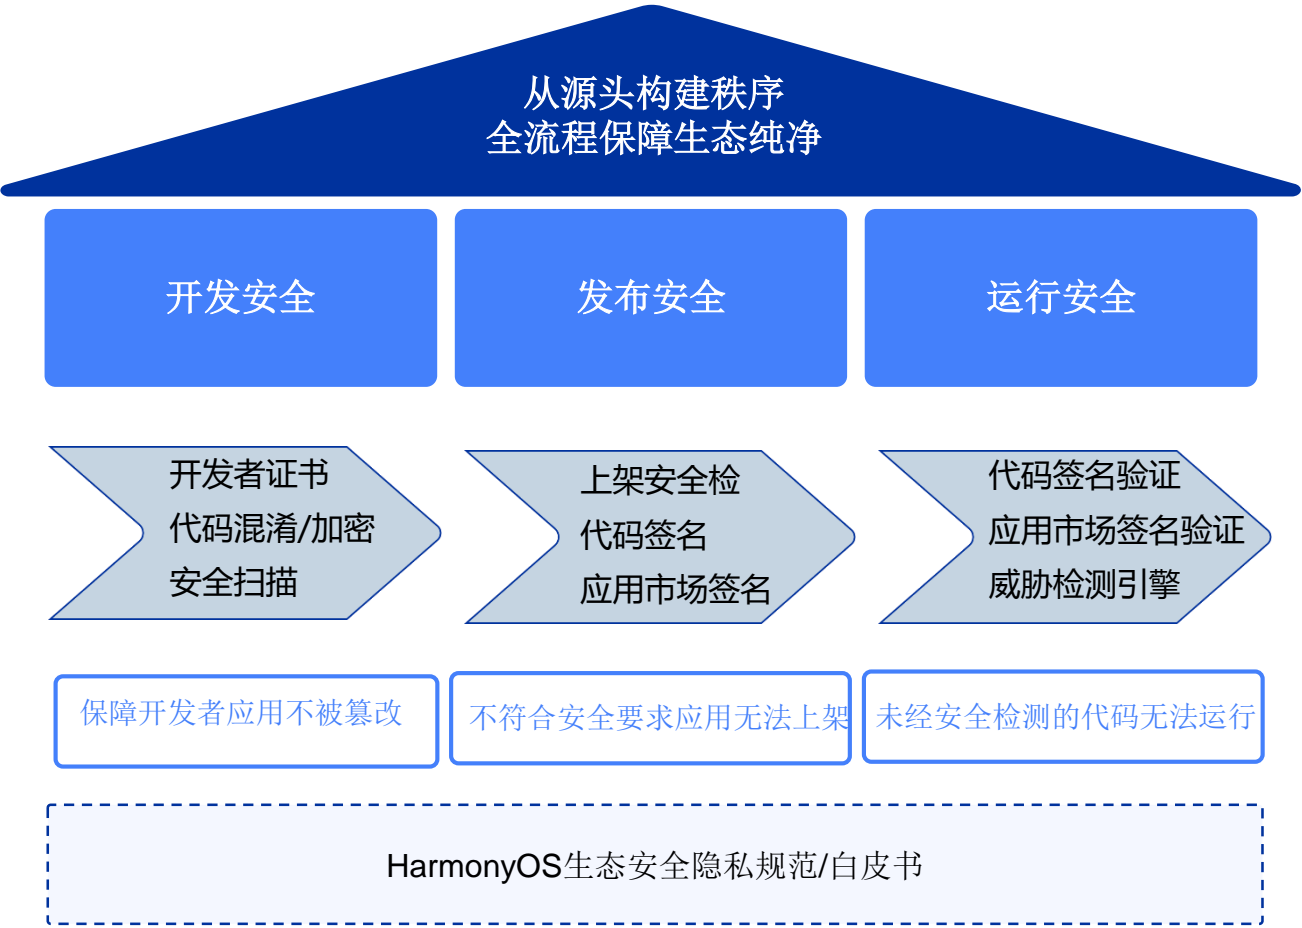 从源头构建秩序
全流程保障生态纯净
开发安全
发布安全
运行安全
开发者证书
代码混淆/加密
安全扫描
上架安全检
代码签名
应用市场签名
代码签名验证
应用市场签名验证
威胁检测引擎
保障开发者应用不被篡改
不符合安全要求应用无法上架
未经安全检测的代码无法运行
HarmonyOS生态安全隐私规范/白皮书